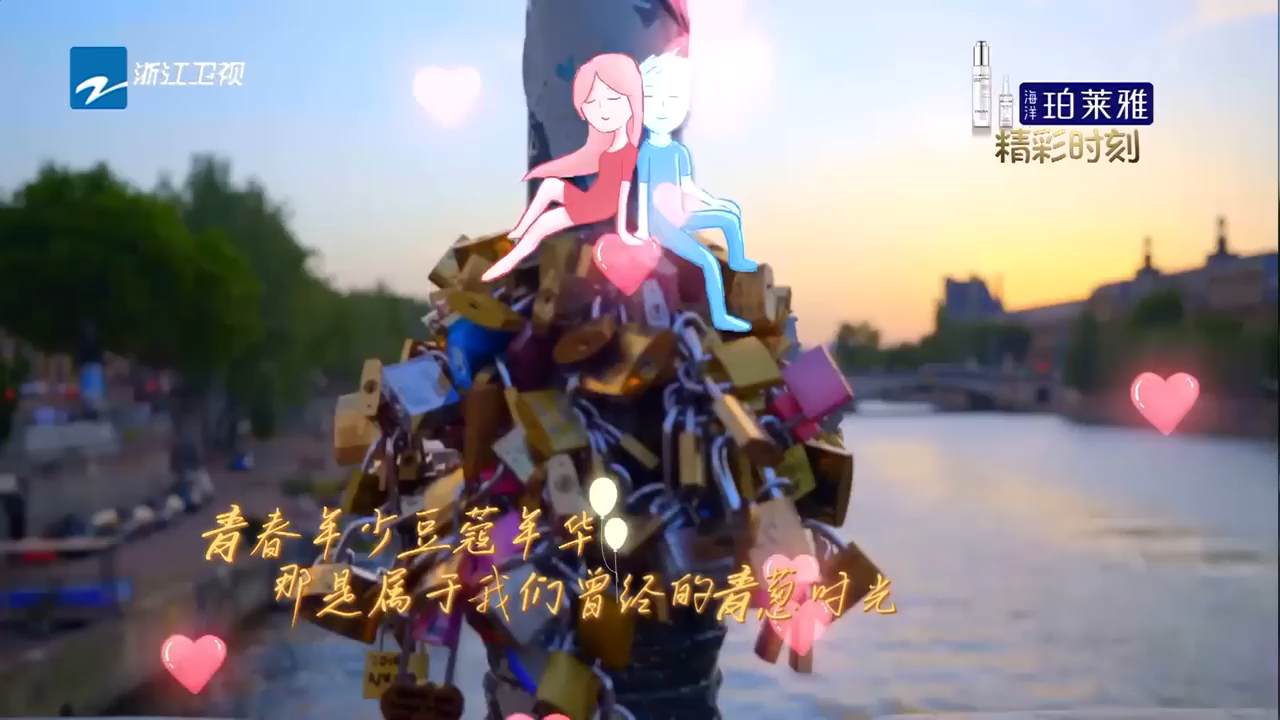 浙江卫视
海洋 珀莱雅
精彩时刻
青春年少豆蔻年华
那是属于我们曾经的青葱时光